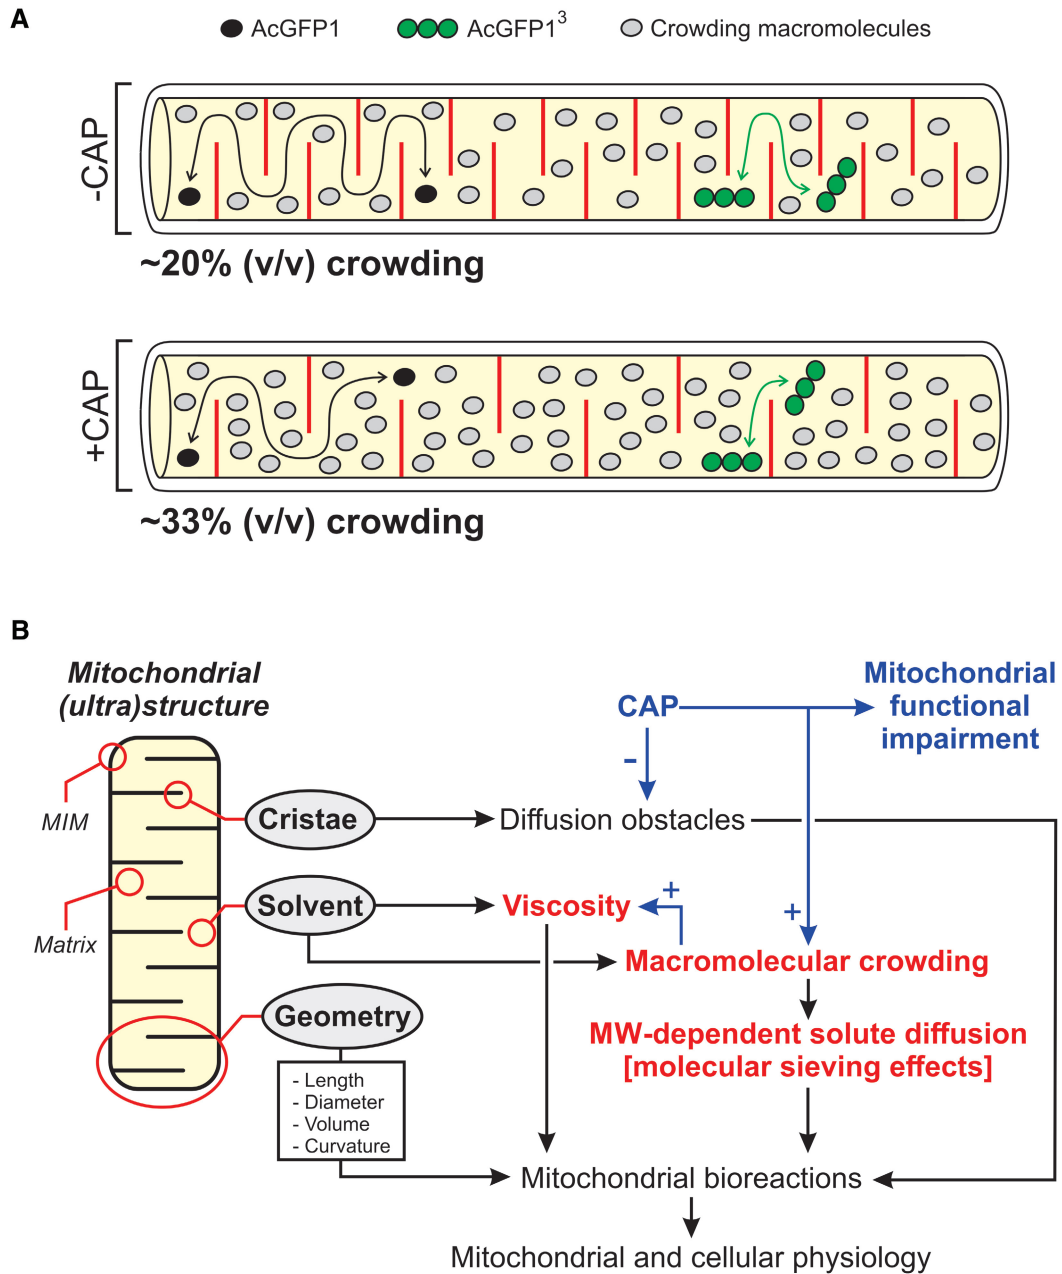 A
AcGFP1
AcGFP1³
Crowding macromolecules
-CAP
~20% (v/v) crowding
+CAP
~33% (v/v) crowding
B
Mitochondrial
(ultra)structure
MIM
Matrix
Cristae
Solvent
Geometry
- Length
- Diameter
- Volume
- Curvature
CAP
Mitochondrial
functional
impairment
-
Diffusion obstacles
Viscosity
+
+
Macromolecular crowding
MW-dependent solute diffusion
[molecular sieving effects]
Mitochondrial bioreactions
Mitochondrial and cellular physiology